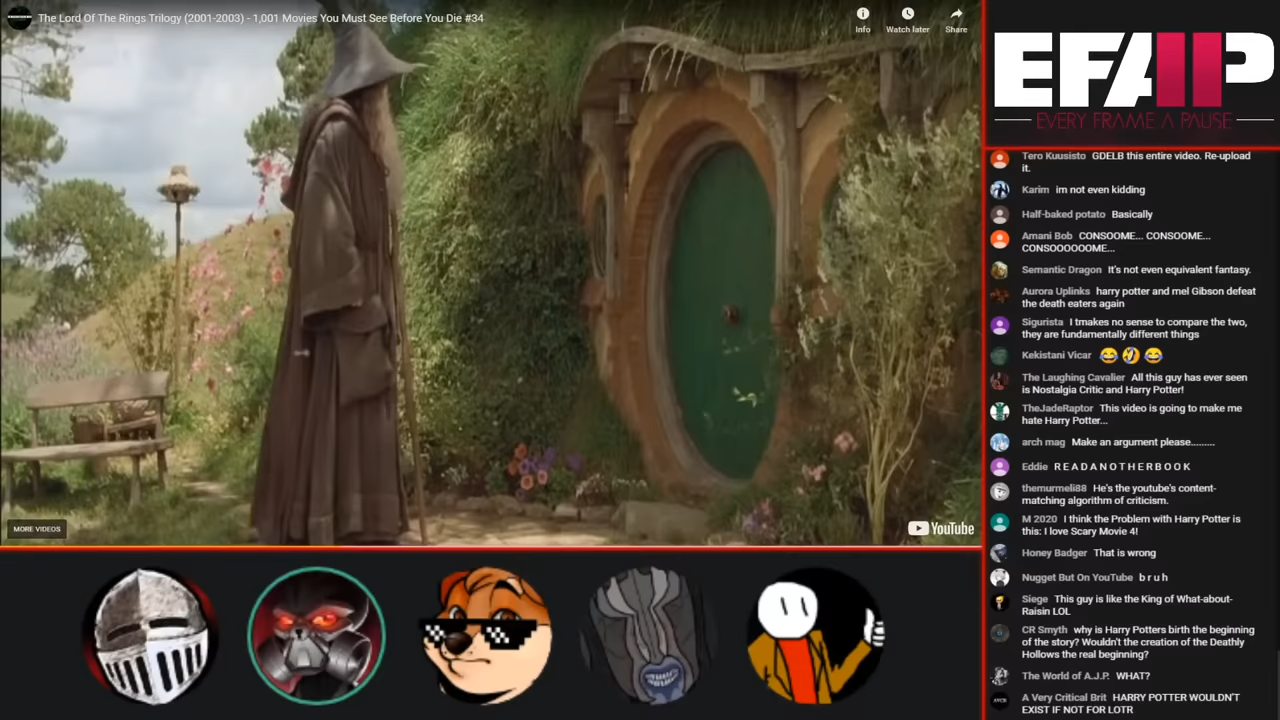 The Lord Of The Rings Trilogy (2001-2003) - 1,001 Movies You Must See Before You Die #34
Info
Watch later
Share
MORE VIDEOS
YouTube
EFAP
EVERY FRAME A PAUSE
Tero Kuusisto GDELB this entire video. Re-upload
it.
Karim im not even kidding
Half-baked potato Basically
Amani Bob CONSOOME... CONSOOME...
CONSOOOOOOME...
Semantic Dragon It's not even equivalent fantasy.
Aurora Uplinks harry potter and mel Gibson defeat
the death eaters again
Sigurista I tmakes no sense to compare the two,
they are fundamentally different things
Kekistani Vicar 😂 🤣 😂
The Laughing Cavalier All this guy has ever seen
is Nostalgia Critic and Harry Potter!
TheJadeRaptor This video is going to make me
hate Harry Potter...
arch mag Make an argument please.........
Eddie R E A D A N O T H E R B O O K
themurmeli88 He's the youtube's content-
matching algorithm of criticism.
M 2020 I think the Problem with Harry Potter is
this: I love Scary Movie 4!
Honey Badger That is wrong
Nugget But On YouTube b r u h
Siege This guy is like the King of What-about-
Raisin LOL
CR Smyth why is Harry Potters birth the beginning
of the story? Wouldn't the creation of the Deathly
Hollows the real beginning?
The World of A.J.P. WHAT?
A Very Critical Brit HARRY POTTER WOULDN'T
EXIST IF NOT FOR LOTR